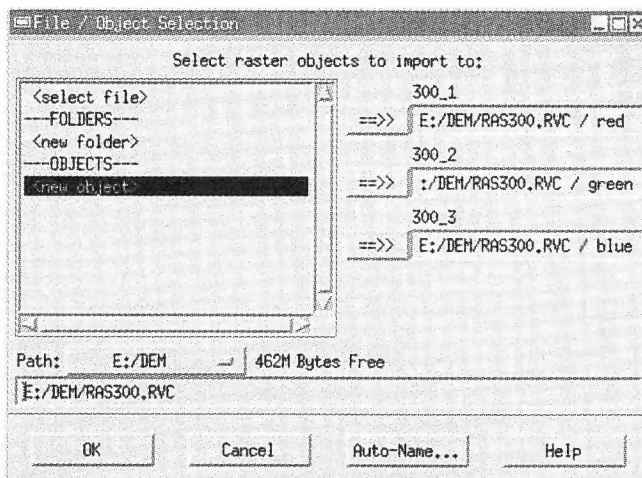 File / Object Selection
Select raster objects to import to:
<select file>
---FOLDERS---
<new folder>
---OBJECTS---
<new object>
300_1
==>> E:/DEM/RAS300.RVC / red
300_2
==>> :/DEM/RAS300.RVC / green
300_3
==>> E:/DEM/RAS300.RVC / blue
Path: E:/DEM 462M Bytes Free
E:/DEM/RAS300.RVC
OK Cancel Auto-Name... Help